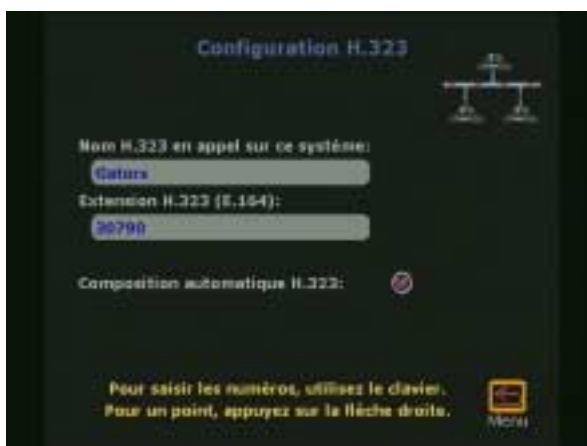 Configuration H.323
Nom H.323 en appel sur ce système:
Gators
Extension H.323 (E.164):
30790
Composition automatique H.323:
Pour saisir les numéros, utilisez le clavier.
Pour un point, appuyez sur la flèche droite.
Menu